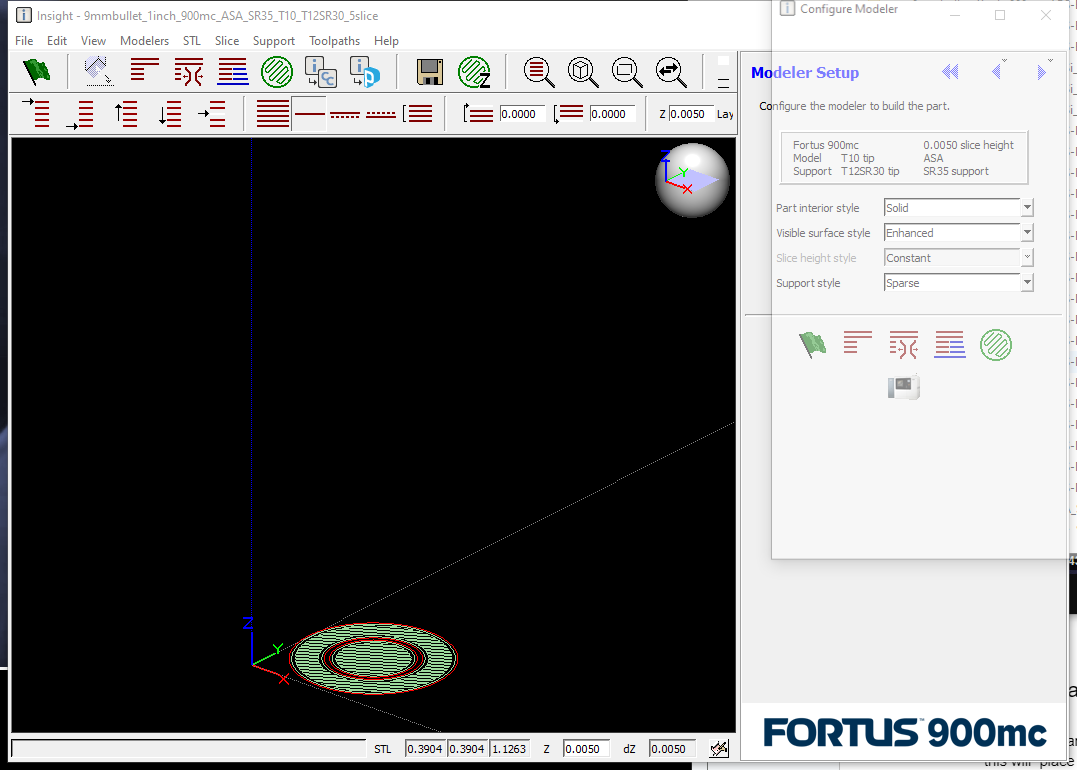 Insight - 9mmbullet_1inch_900mc_ASA_SR35_T10_T12SR30_5slice
File Edit View Modelers STL Slice Support Toolpaths Help
0.0000 0.0000 Z 0.0050 Lay
Z Y X
Z Y X
STL 0.3904 0.3904 1.1263 Z 0.0050 dZ 0.0050
Configure Modeler
Modeler Setup
Configure the modeler to build the part.
Fortus 900mc 0.0050 slice height
Model T10 tip ASA
Support T12SR30 tip SR35 support
Part interior style Solid
Visible surface style Enhanced
Slice height style Constant
Support style Sparse
FORTUS™ 900mc
this will place